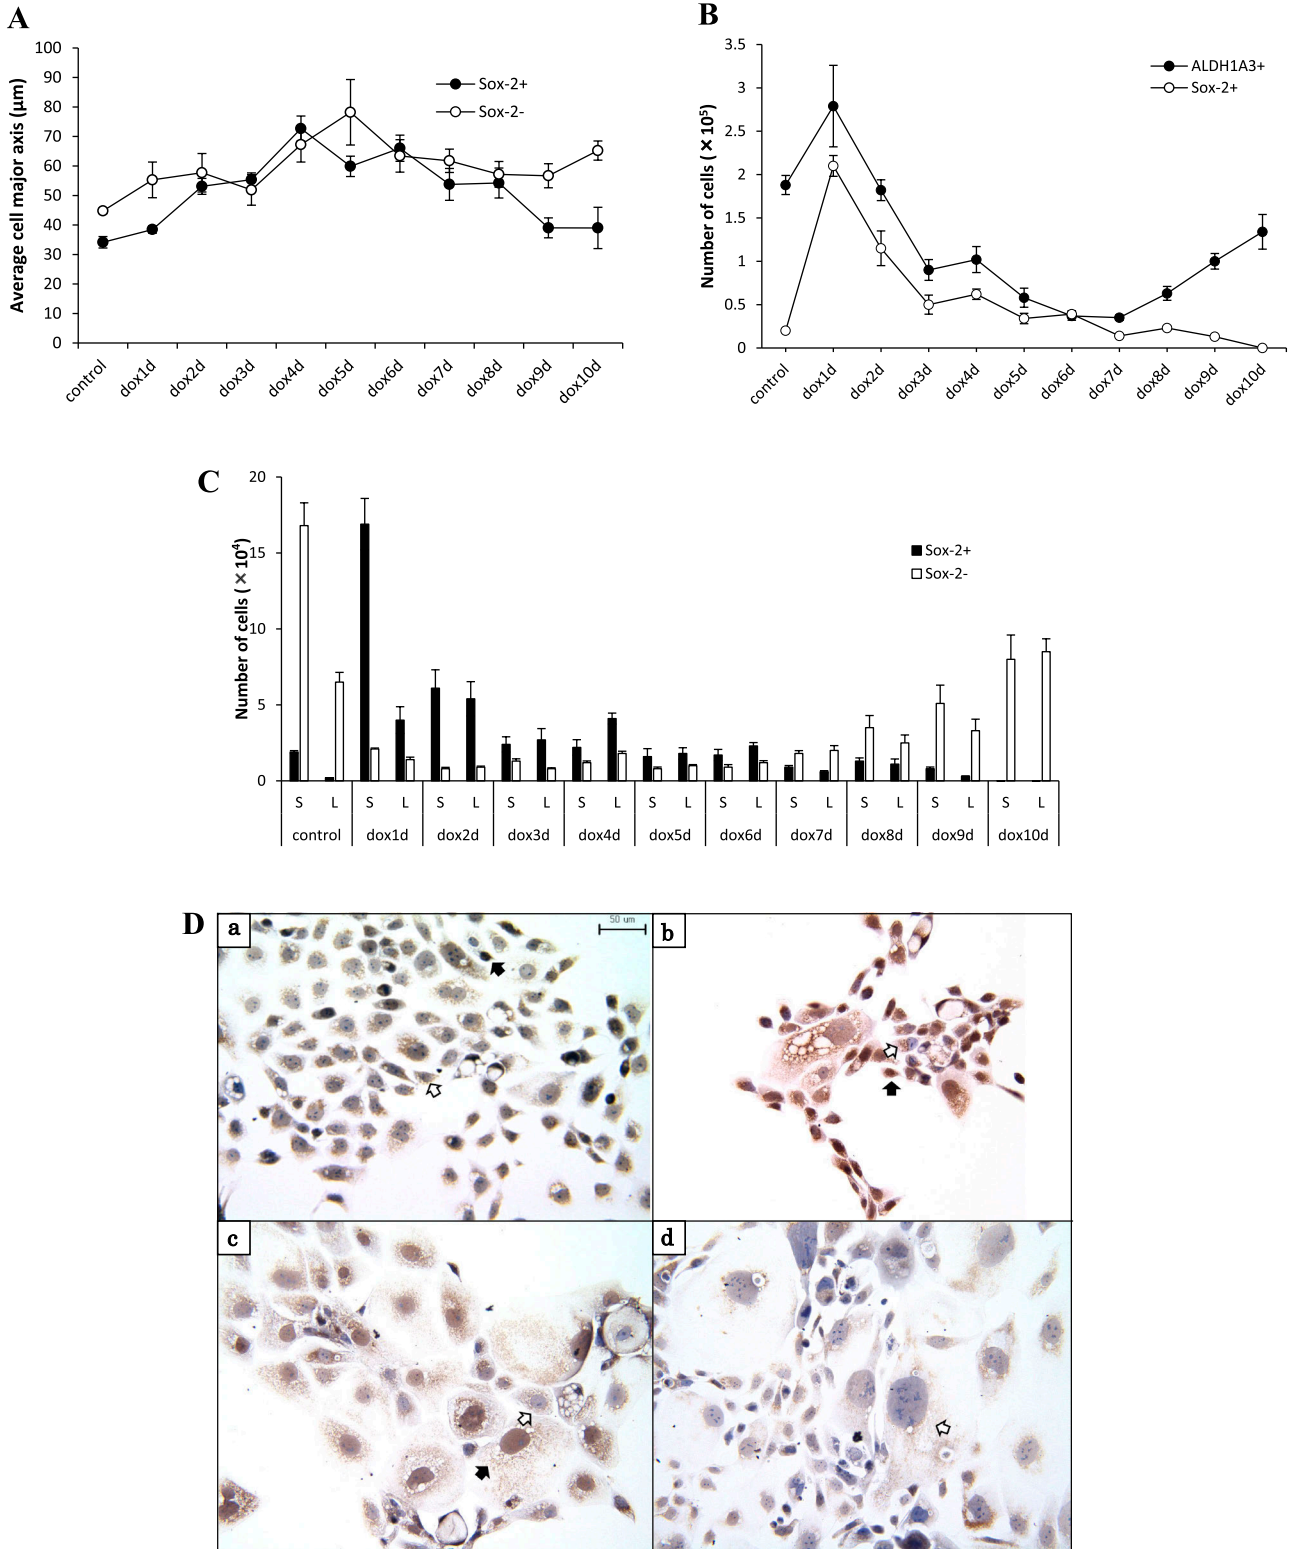 A
Average cell major axis (μm)
100
90
80
70
60
50
40
30
20
10
0
Sox-2+
Sox-2-
control
dox1d
dox2d
dox3d
dox4d
dox5d
dox6d
dox7d
dox8d
dox9d
dox10d
B
Number of cells (×10⁵)
3.5
3
2.5
2
1.5
1
0.5
0
ALDH1A3+
Sox-2+
control
dox1d
dox2d
dox3d
dox4d
dox5d
dox6d
dox7d
dox8d
dox9d
dox10d
C
Number of cells (×10⁴)
20
15
10
5
0
Sox-2+
Sox-2-
S L S L S L S L S L S L S L S L S L S L S L
control dox1d dox2d dox3d dox4d dox5d dox6d dox7d dox8d dox9d dox10d
D
a
50 um
b
c
d